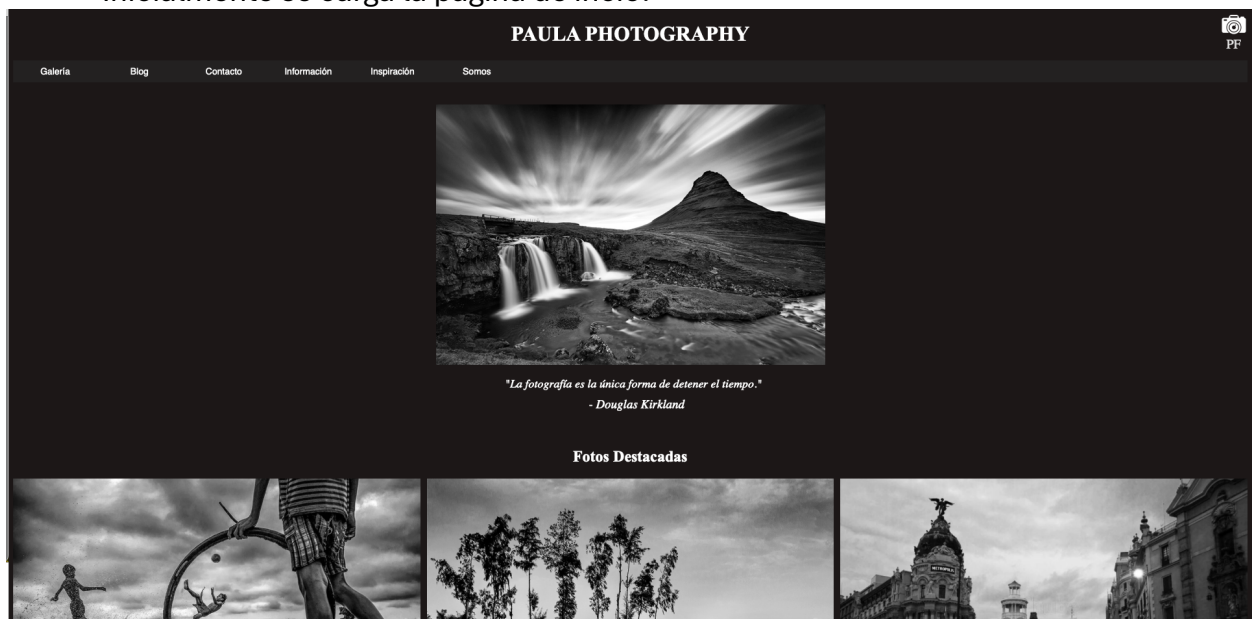 PAULA PHOTOGRAPHY
PF
Galería
Blog
Contacto
Información
Inspiración
Somos
"La fotografía es la única forma de detener el tiempo."
- Douglas Kirkland
Fotos Destacadas
METROPOLIS